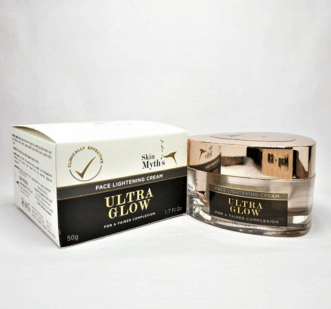 CLINICALLY EFFECTIVE
Skin
Myths
FACE LIGHTENING CREAM
ULTRA
GLOW
FOR A FAIRER COMPLEXION
50g
1.7 Fl Oz
FACE LIGHTENING CREAM
ULTRA
GLOW
FOR A FAIRER COMPLEXION